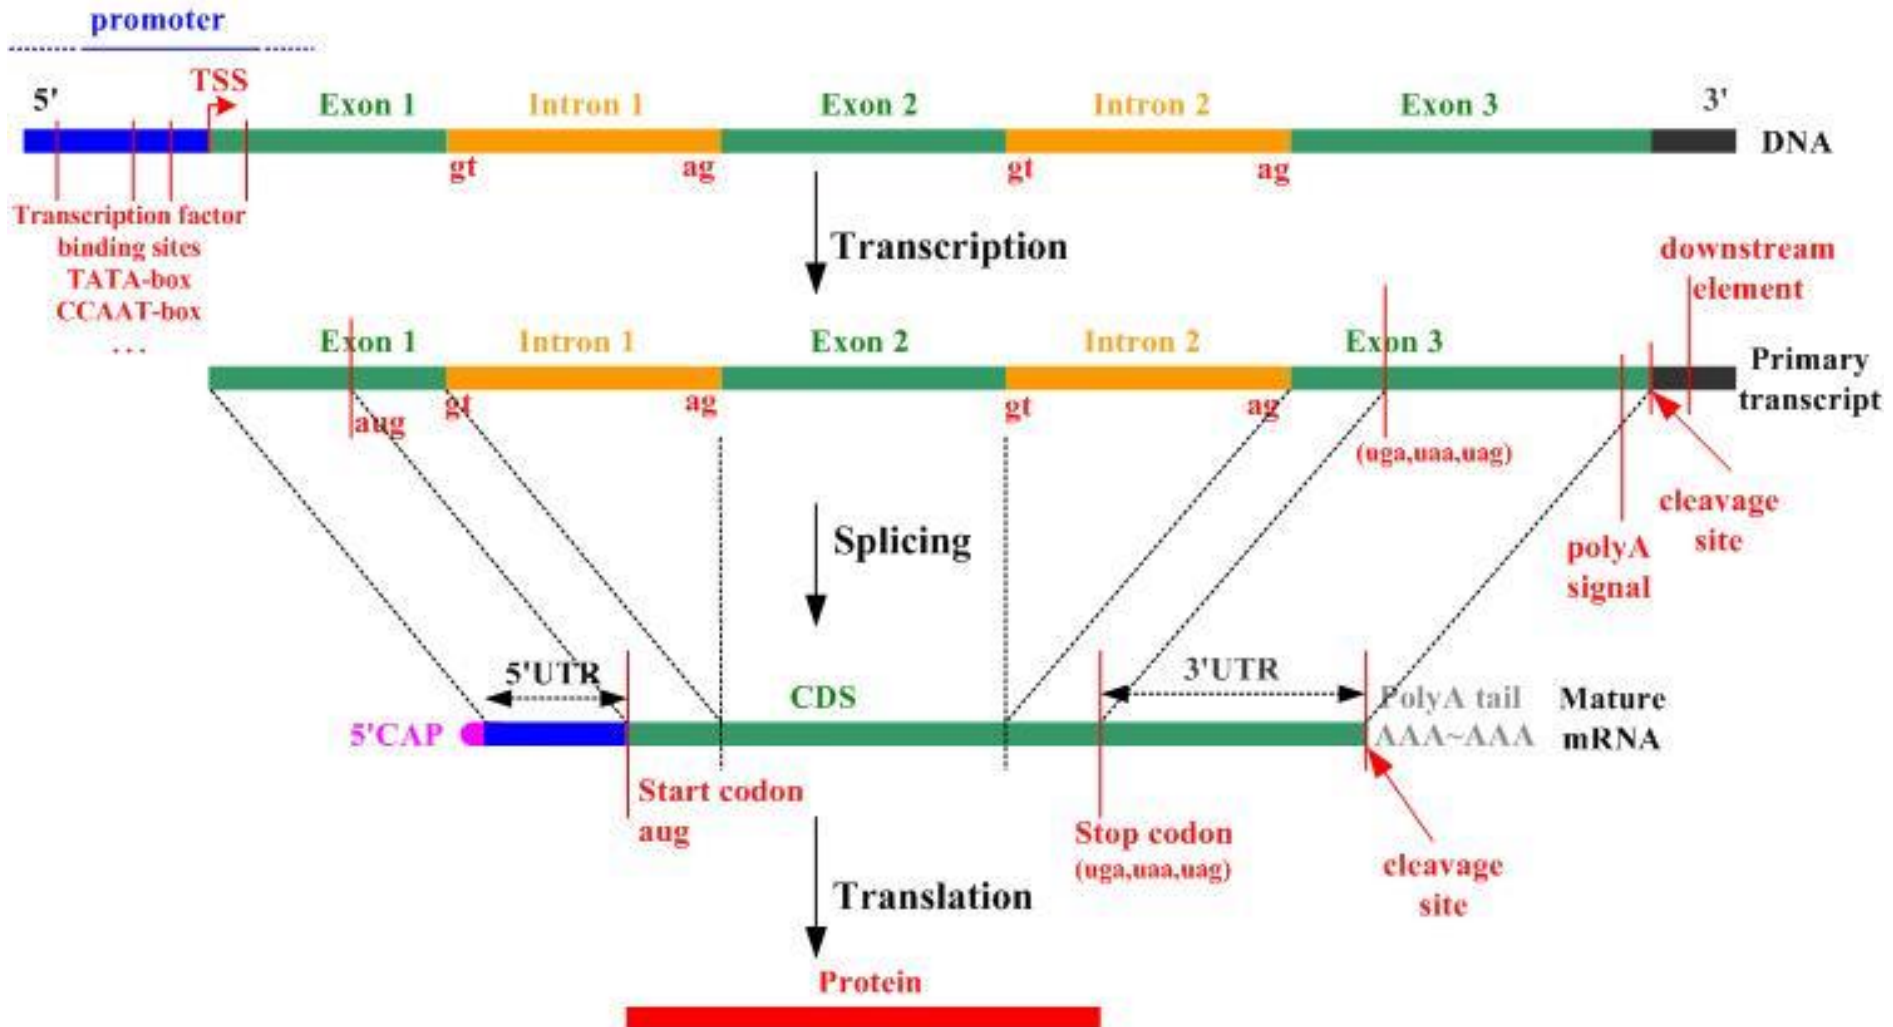 promoter
TSS
5'
Exon 1
Intron 1
Exon 2
Intron 2
Exon 3
3'
DNA
gt
ag
gt
ag
Transcription factor
binding sites
TATA-box
CCAAT-box
...
Transcription
downstream
element
Exon 1
Intron 1
Exon 2
Intron 2
Exon 3
Primary
transcript
aug
gt
ag
gt
ag
(uga,uaa,uag)
cleavage
site
polyA
signal
Splicing
5'UTR
CDS
3'UTR
PolyA tail
AAA~AAA
Mature
mRNA
5'CAP
Start codon
aug
Stop codon
(uga,uaa,uag)
cleavage
site
Translation
Protein